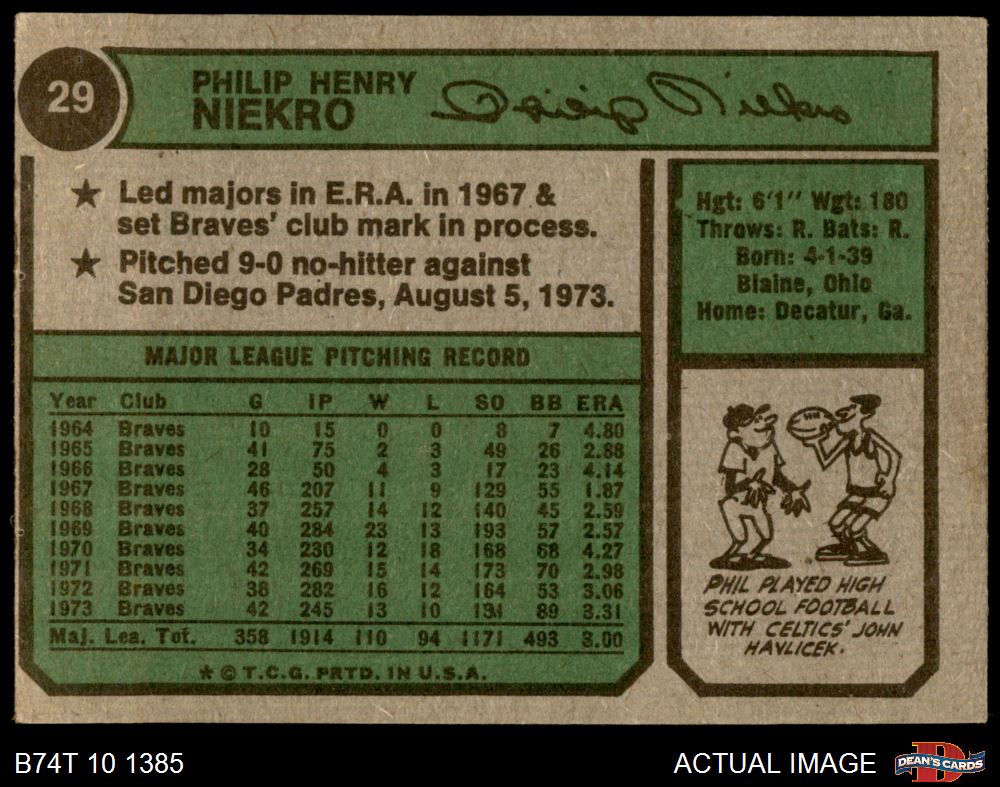 29
PHILIP HENRY
NIEKRO
Philip Niekro
★ Led majors in E.R.A. in 1967 &
set Braves' club mark in process.
★ Pitched 9-0 no-hitter against
San Diego Padres, August 5, 1973.
Hgt: 6'1" Wgt: 180
Throws: R. Bats: R.
Born: 4-1-39
Blaine, Ohio
Home: Decatur, Ga.
MAJOR LEAGUE PITCHING RECORD
Year Club G IP W L SO BB ERA
1964 Braves 10 15 0 0 8 7 4.80
1965 Braves 41 75 2 3 49 26 2.88
1966 Braves 28 50 4 3 17 23 4.14
1967 Braves 46 207 11 9 129 55 1.87
1968 Braves 37 257 14 12 140 45 2.59
1969 Braves 40 284 23 13 193 57 2.57
1970 Braves 34 230 12 18 168 68 4.27
1971 Braves 42 269 15 14 173 70 2.98
1972 Braves 38 282 16 12 164 53 3.06
1973 Braves 42 245 13 10 131 89 3.31
Maj. Lea. Tot. 358 1914 110 94 1171 493 3.00
* © T.C.G. PRTD. IN U.S.A.
PHIL PLAYED HIGH
SCHOOL FOOTBALL
WITH CELTICS' JOHN
HAVLICEK.
B74T 10 1385
ACTUAL IMAGE
D
DEAN'S CARDS